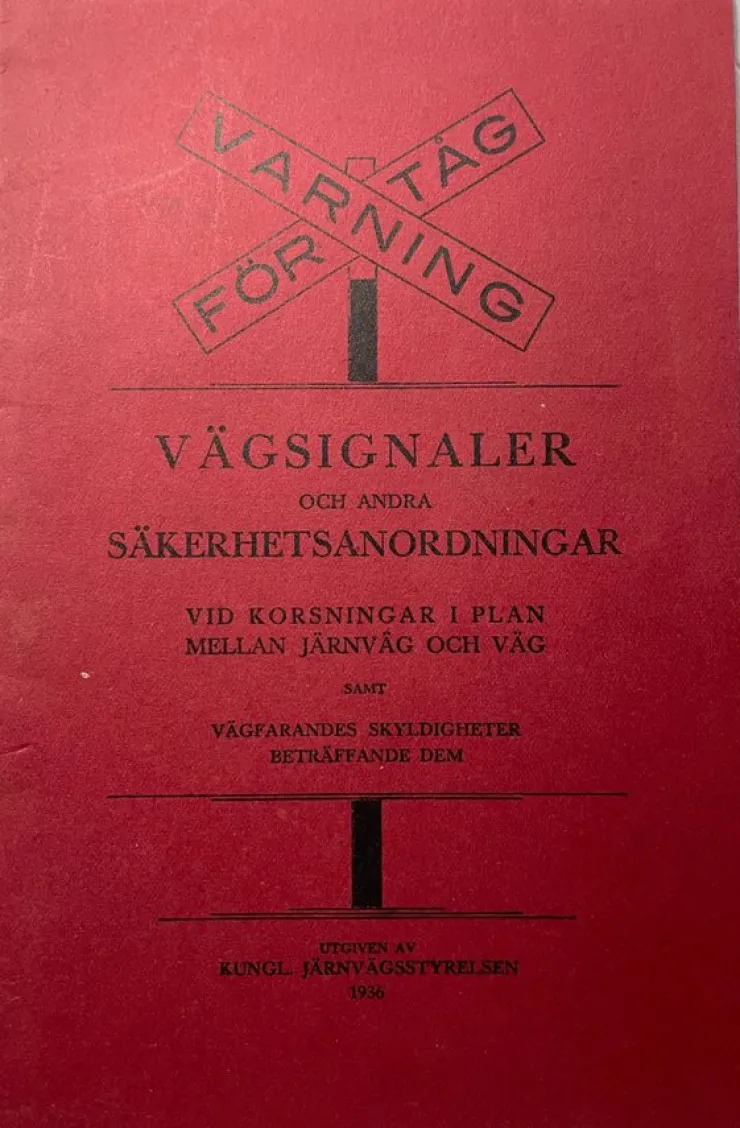 VARNING
FÖR TÅG
VÄGSIGNALER
OCH ANDRA
SÄKERHETSANORDNINGAR
VID KORSNINGAR I PLAN
MELLAN JÄRNVÄG OCH VÄG
SAMT
VÄGFARANDES SKYLDIGHETER
BETRÄFFANDE DEM
UTGIVEN AV
KUNGL. JÄRNVÄGSSTYRELSEN
1936